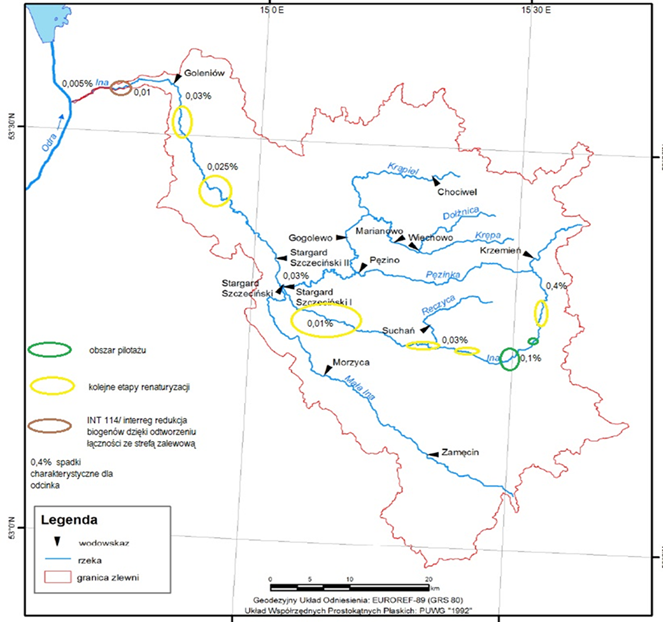 15 0 E
15 30 E
Goleniów
0,005%
Ina
0,01
0,03%
53°30'
Odra
0,025%
Krąpiel
Chociwel
Dołżnica
Marianowo
Gogolewo
Wiechowo
Krępa
Krzemień
Stargard
Szczeciński II
Pęzino
Pęzinka
0,03%
Stargard
Szczeciński
Stargard
Szczeciński I
0,4%
Reczyca
0,01%
Suchań
0,03%
Ina
0,1%
obszar pilotażu
Morzyca
Mała Ina
kolejne etapy renaturyzacji
INT 114/ interreg redukcja
biogenów dzięki odtworzeniu
łączności ze strefą zalewową
Zamęcin
0,4% spadki
charakterystyczne dla
odcinka
Legenda
wodowskaz
rzeka
granica zlewni
53°0'N
0 5 10 20
km
Geodezyjny Układ Odniesienia: EUROREF-89 (GRS 80)
Układ Współrzędnych Prostokątnych Płaskich: PUWG "1992"